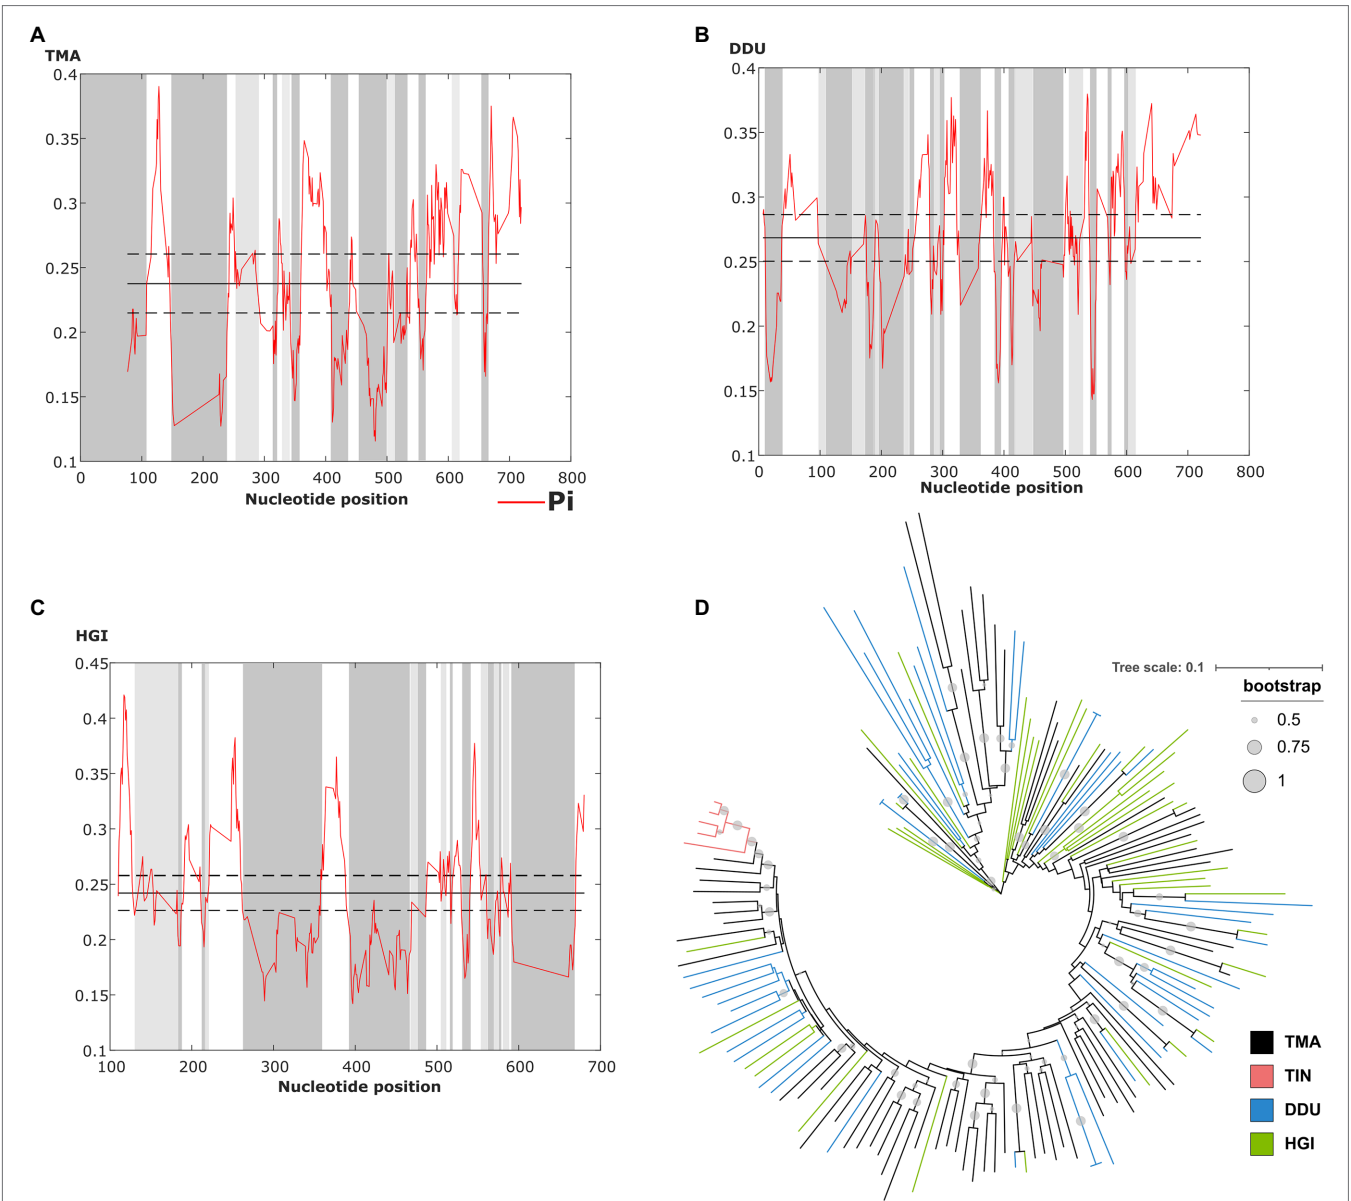 A
TMA
0.4
0.35
0.3
0.25
0.2
0.15
0.1
0 100 200 300 400 500 600 700 800
Nucleotide position
Pi
B
DDU
0.4
0.35
0.3
0.25
0.2
0.15
0.1
0 100 200 300 400 500 600 700 800
Nucleotide position
C
HGI
0.45
0.4
0.35
0.3
0.25
0.2
0.15
0.1
100 200 300 400 500 600 700
Nucleotide position
D
Tree scale: 0.1
bootstrap
0.5
0.75
1
TMA
TIN
DDU
HGI